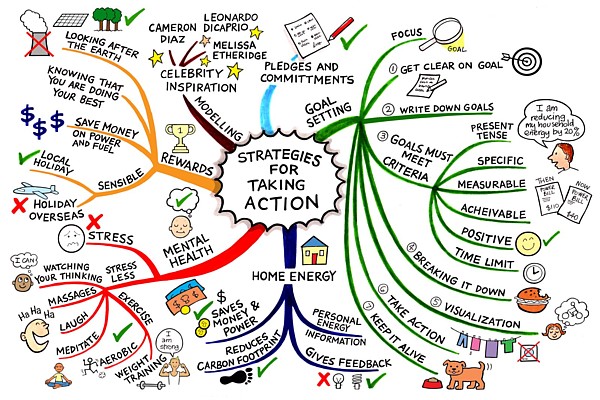 STRATEGIES
FOR
TAKING
ACTION
GOAL
SETTING
FOCUS
GOAL
① GET CLEAR ON GOAL
② WRITE DOWN GOALS
③ GOALS MUST
MEET
CRITERIA
PRESENT
TENSE
I am
reducing
my household
energy by 20%
SPECIFIC
MEASURABLE
THEN
POWER
BILL
$110
NOW
POWER
BILL
$40
ACHEIVABLE
POSITIVE
TIME LIMIT
④ BREAKING IT DOWN
⑤ VISUALIZATION
⑥ TAKE ACTION
⑦ KEEP IT ALIVE
HOME ENERGY
PERSONAL
ENERGY
INFORMATION
GIVES FEEDBACK
$
SAVES
MONEY &
POWER
REDUCES
CARBON FOOTPRINT
MENTAL
HEALTH
STRESS
STRESS
LESS
I CAN
WATCHING
YOUR THINKING
MASSAGES
Ha Ha Ha
LAUGH
MEDITATE
EXERCISE
AEROBIC
WEIGHT
TRAINING
I am
strong
REWARDS
1
LOOKING AFTER
THE EARTH
KNOWING THAT
YOU ARE DOING
YOUR BEST
$ $ $
SAVE MONEY
ON POWER
AND FUEL
SENSIBLE
LOCAL
HOLIDAY
HOLIDAY
OVERSEAS
MODELLING
CELEBRITY
INSPIRATION
CAMERON
DIAZ
LEONARDO
DICAPRIO
MELISSA
ETHERIDGE
PLEDGES AND
COMMITTMENTS